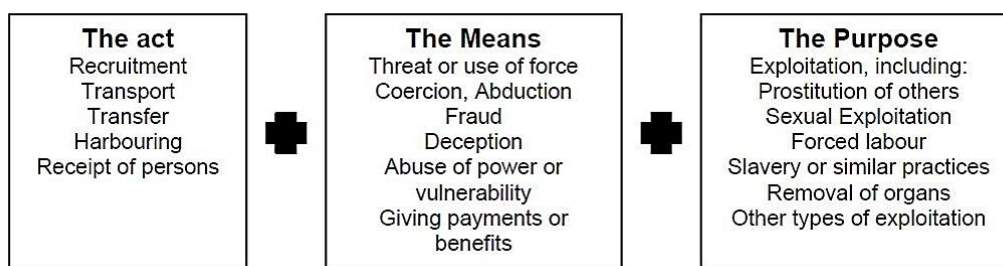 The act
Recruitment
Transport
Transfer
Harbouring
Receipt of persons
The Means
Threat or use of force
Coercion, Abduction
Fraud
Deception
Abuse of power or
vulnerability
Giving payments or
benefits
The Purpose
Exploitation, including:
Prostitution of others
Sexual Exploitation
Forced labour
Slavery or similar practices
Removal of organs
Other types of exploitation